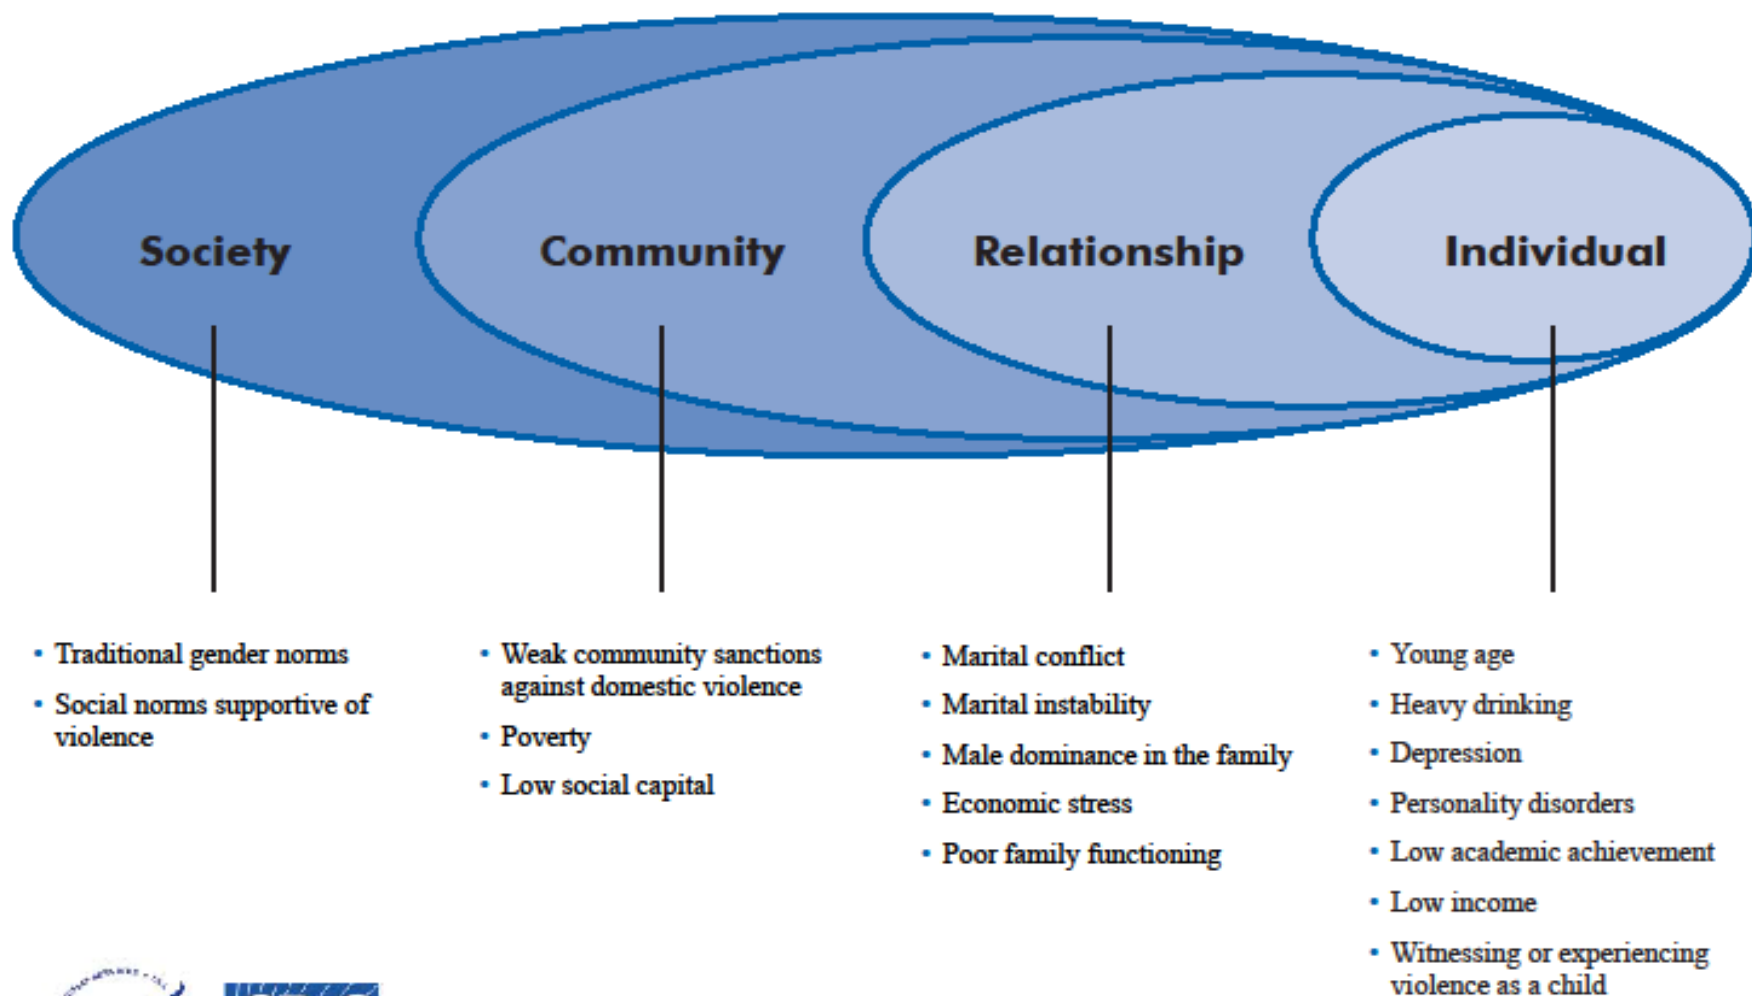 Society
Community
Relationship
Individual
• Traditional gender norms
• Social norms supportive of
violence
• Weak community sanctions
against domestic violence
• Poverty
• Low social capital
• Marital conflict
• Marital instability
• Male dominance in the family
• Economic stress
• Poor family functioning
• Young age
• Heavy drinking
• Depression
• Personality disorders
• Low academic achievement
• Low income
• Witnessing or experiencing
violence as a child